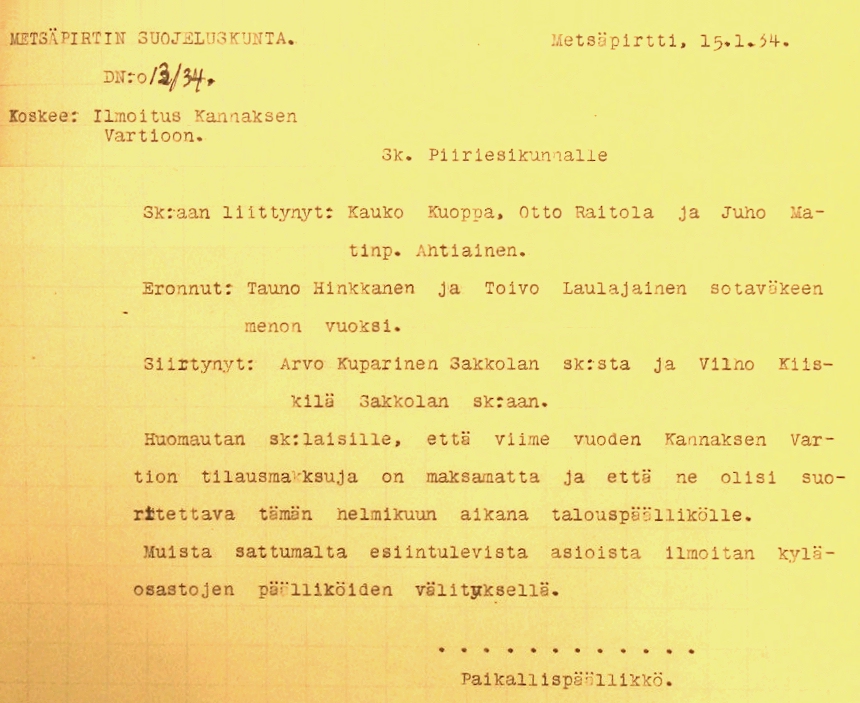 METSÄPIRTIN SUOJELUSKUNTA.
Metsäpirtti, 15.1.34.
DN:o 13/34.
Koskee: Ilmoitus Kannaksen
Vartioon.
Sk. Piiriesikunnalle
Sk:aan liittynyt: Kauko Kuoppa, Otto Raitola ja Juho Ma-
tinp. Ahtiainen.
Eronnut: Tauno Hinkkanen ja Toivo Laulajainen sotaväkeen
menon vuoksi.
Siirtynyt: Arvo Kuparinen Sakkolan sk:sta ja Vilho Kiis-
kilä Sakkolan sk:aan.
Huomautan sk:laisille, että viime vuoden Kannaksen Var-
tion tilausmaksuja on maksamatta ja että ne olisi suo-
ritettava tämän helmikuun aikana talouspäällikölle.
Muista sattumalta esiintulevista asioista ilmoitan kylä-
osastojen päälliköiden välityksellä.
. . . . . . . . . . . .
Paikallispäällikkö.